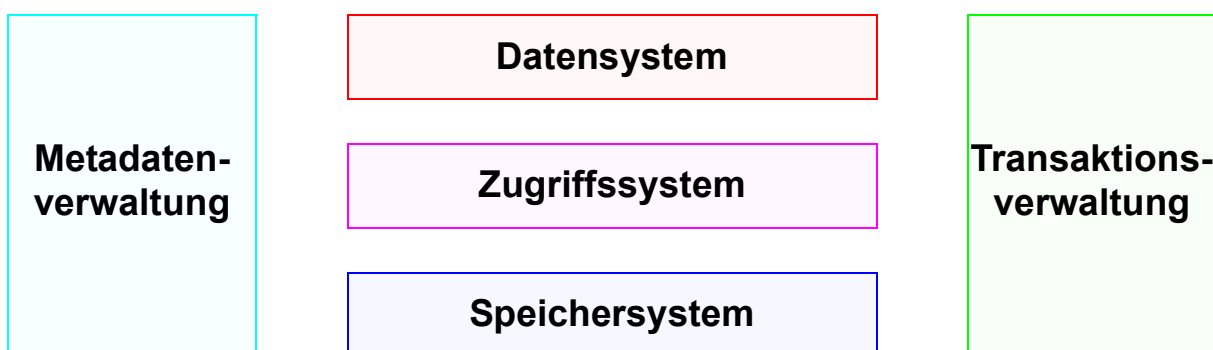 Metadaten-
verwaltung
Datensystem
Zugriffssystem
Speichersystem
Transaktions-
verwaltung